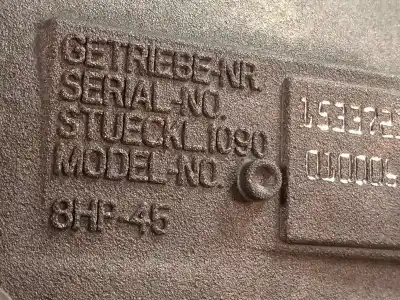 GETRIEBE-NR.
SERIAL-NO.
STUECKL.1090
MODEL-NO.
8HP-45